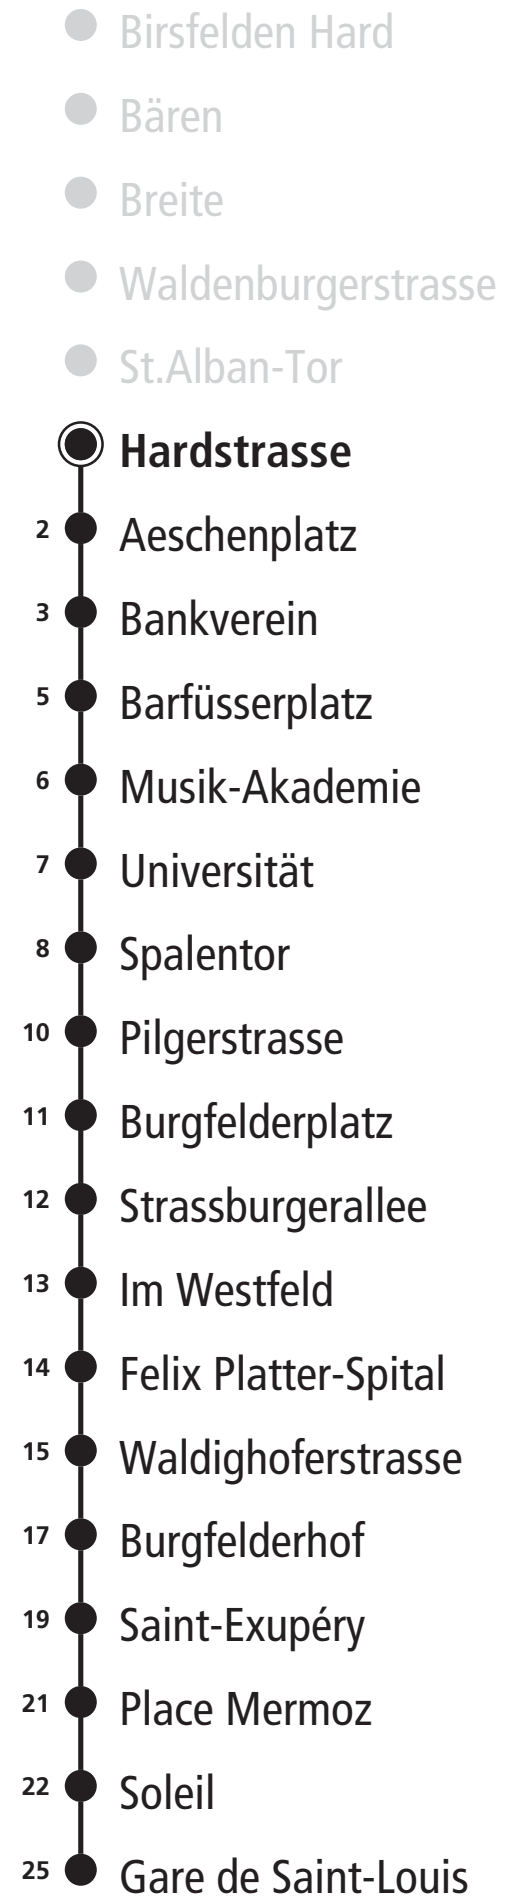 Birsfelden Hard
Bären
Breite
Waldenburgerstrasse
St.Alban-Tor
Hardstrasse
2 Aeschenplatz
3 Bankverein
5 Barfüsserplatz
6 Musik-Akademie
7 Universität
8 Spalentor
10 Pilgerstrasse
11 Burgfelderplatz
12 Strassburgerallee
13 Im Westfeld
14 Felix Platter-Spital
15 Waldighoferstrasse
17 Burgfelderhof
19 Saint-Exupéry
21 Place Mermoz
22 Soleil
25 Gare de Saint-Louis